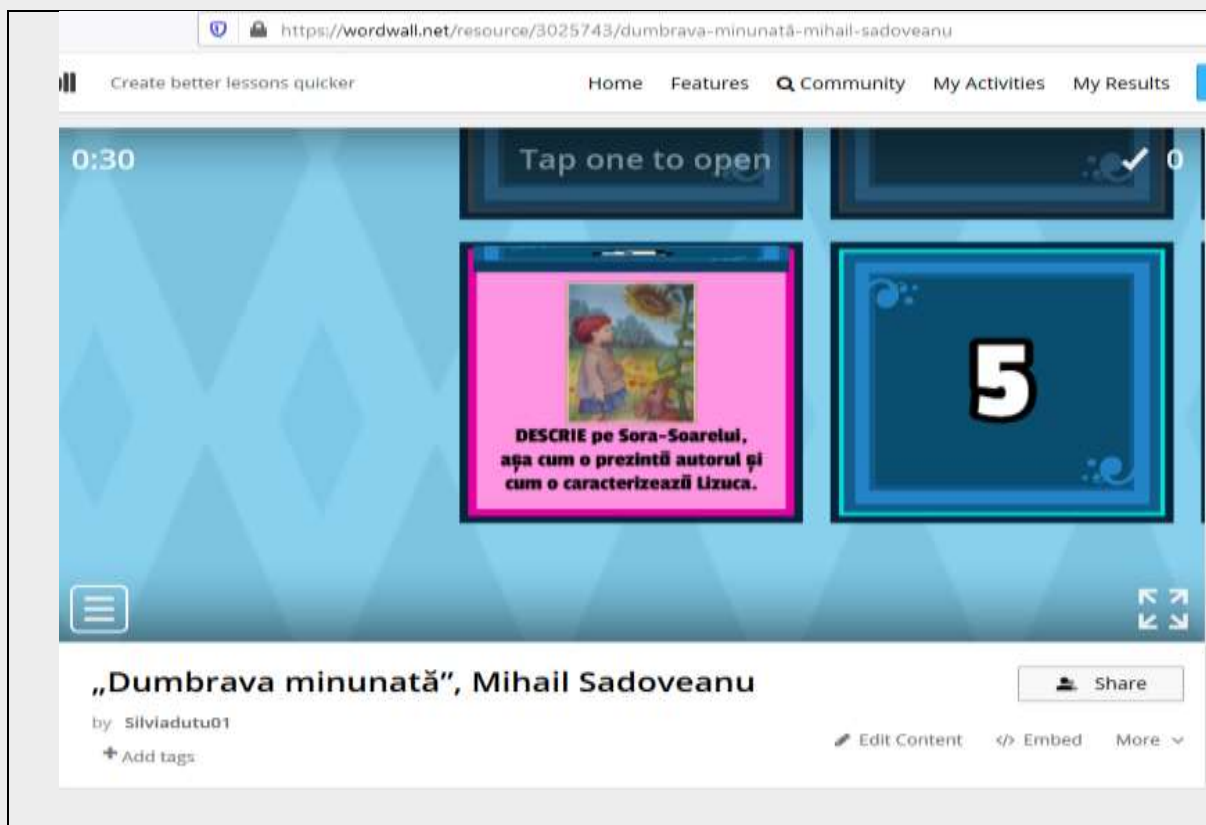 https://wordwall.net/resource/3025743/dumbrava-minunată-mihail-sadoveanu
Create better lessons quicker
Home Features Community My Activities My Results
0:30
Tap one to open
0
DESCRIE pe Sora-Soarelui,
așa cum o prezintă autorul și
cum o caracterizează Lizuca.
5
„Dumbrava minunată”, Mihail Sadoveanu
Share
by Silviadutu01
Edit Content </> Embed More
+ Add tags